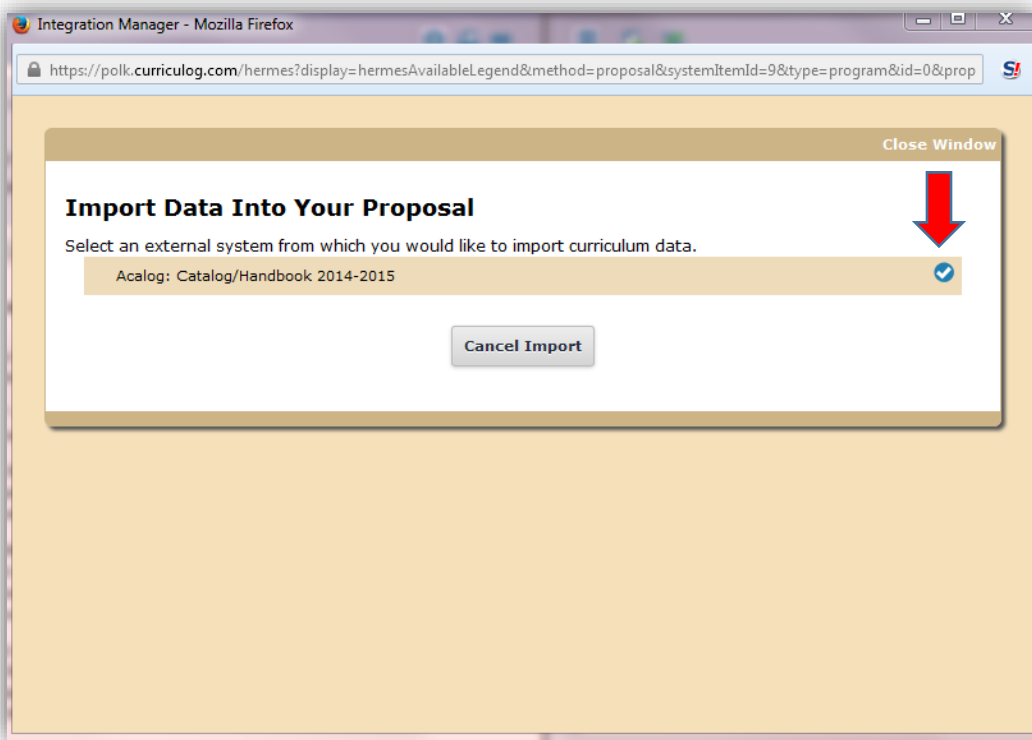 Integration Manager - Mozilla Firefox
https://polk.curriculog.com/hermes?display=hermesAvailableLegend&method=proposal&systemItemId=9&type=program&id=0&prop
S!
Close Window
Import Data Into Your Proposal
Select an external system from which you would like to import curriculum data.
Acalog: Catalog/Handbook 2014-2015
Cancel Import